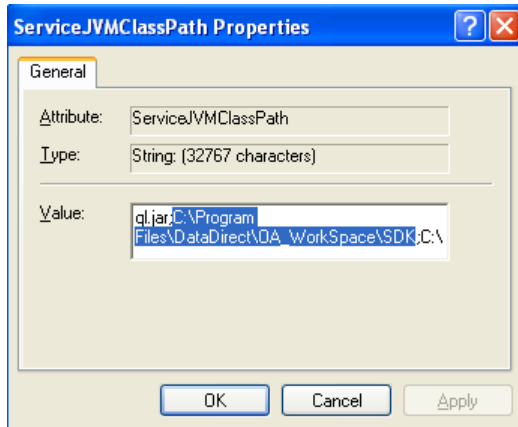 ServiceJVMClassPath Properties
General
Attribute: ServiceJVMClassPath
Type: String: (32767 characters)
Value: ql.jar;C:\Program
Files\DataDirect\OA_WorkSpace\SDK;C:\
OK Cancel Apply